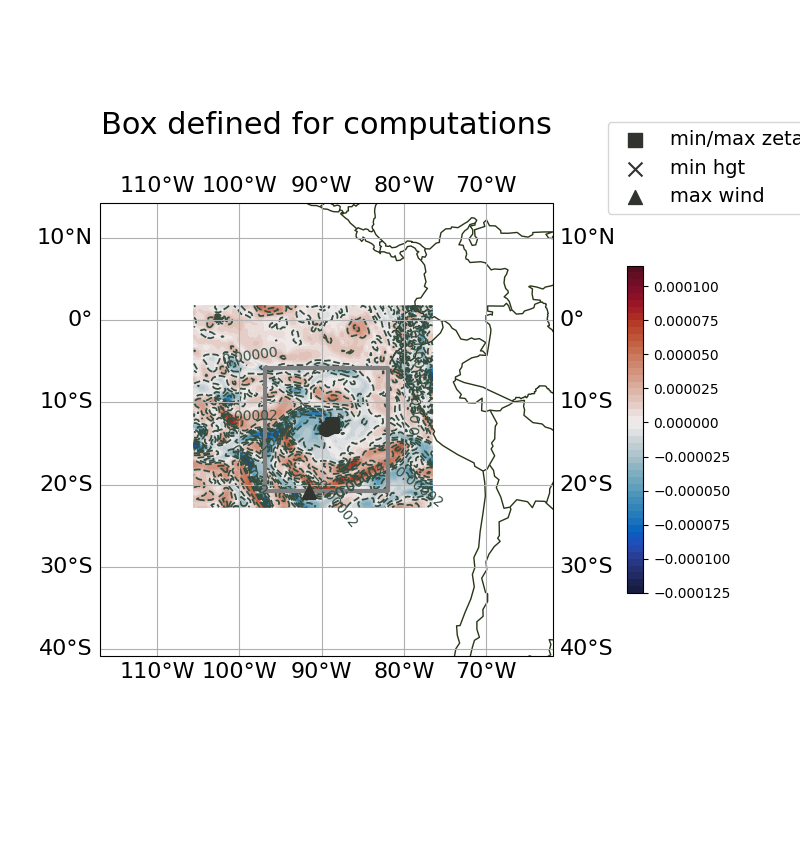 Box defined for computations
min/max zeta
min hgt
max wind
110°W 100°W 90°W 80°W 70°W
10°N 10°N
0° 0°
10°S 10°S
20°S 20°S
30°S 30°S
40°S 40°S
110°W 100°W 90°W 80°W 70°W
0.000100
0.000075
0.000050
0.000025
0.000000
−0.000025
−0.000050
−0.000075
−0.000100
−0.000125